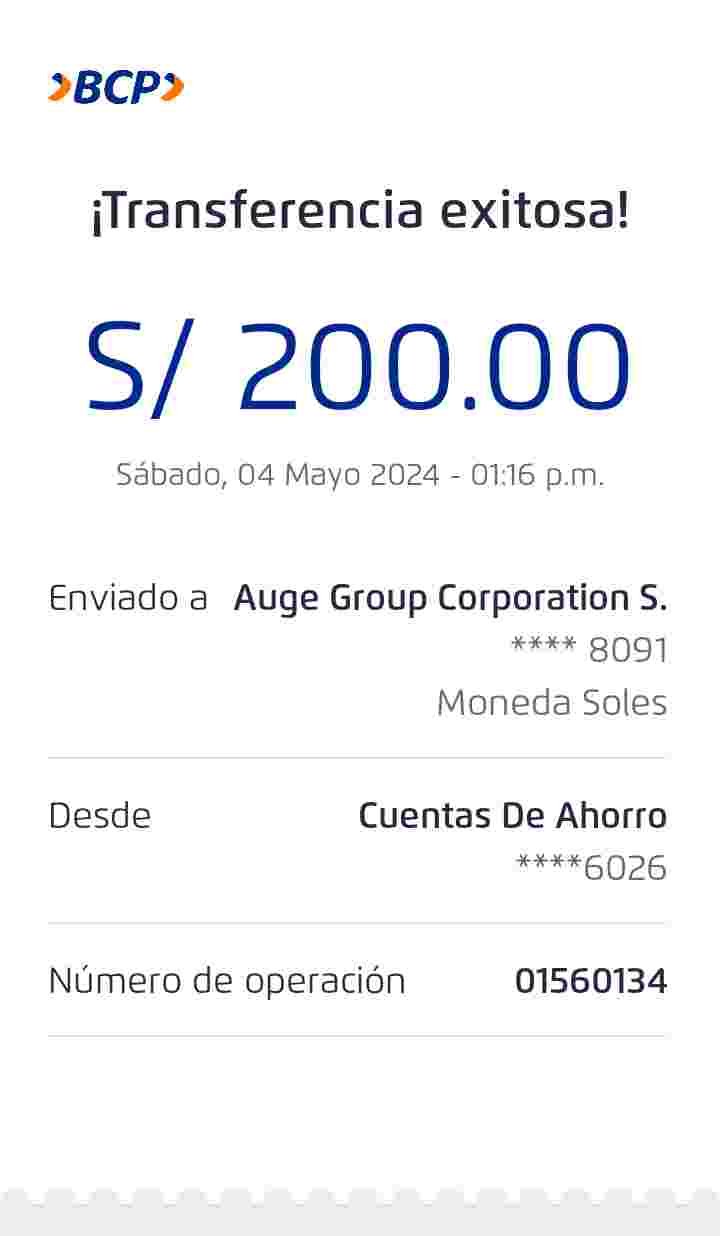 BCP
¡Transferencia exitosa!
S/ 200.00
Sábado, 04 Mayo 2024 - 01:16 p.m.
Enviado a Auge Group Corporation S.
**** 8091
Moneda Soles
Desde Cuentas De Ahorro
****6026
Número de operación 01560134